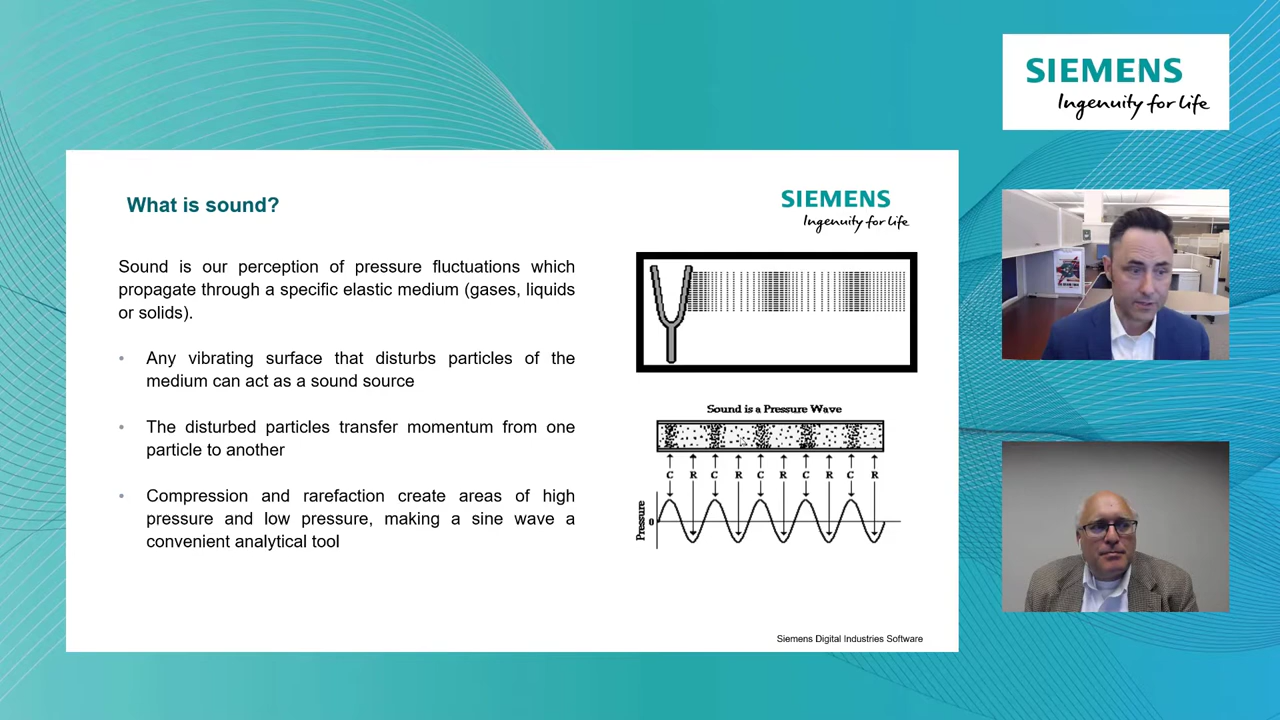 SIEMENS
Ingenuity for life
What is sound?
SIEMENS
Ingenuity for life
Sound is our perception of pressure fluctuations which
propagate through a specific elastic medium (gases, liquids
or solids).
• Any vibrating surface that disturbs particles of the
medium can act as a sound source
• The disturbed particles transfer momentum from one
particle to another
• Compression and rarefaction create areas of high
pressure and low pressure, making a sine wave a
convenient analytical tool
Sound is a Pressure Wave
C R C R C R C R C R
Pressure
0
Siemens Digital Industries Software